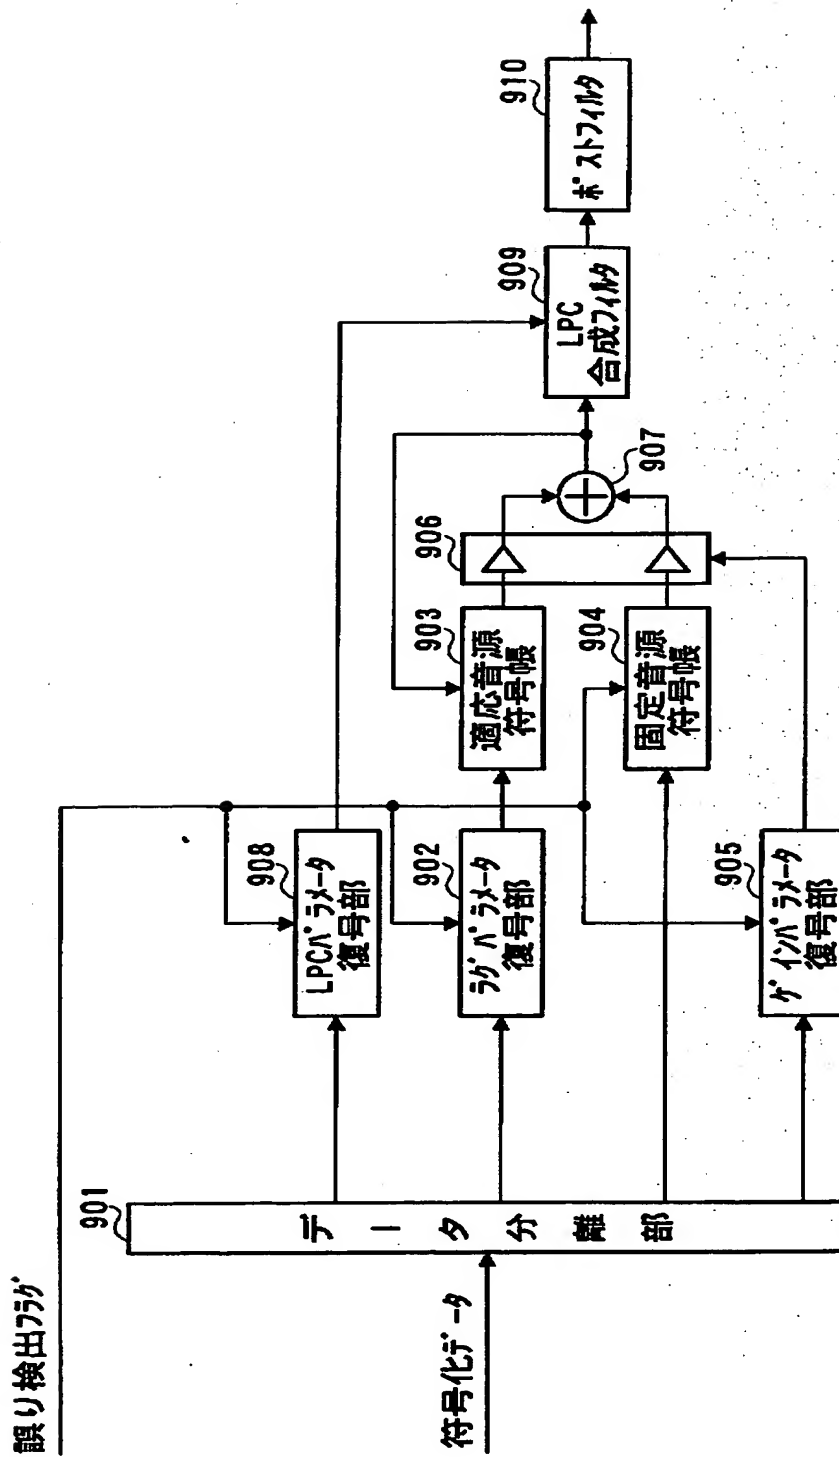 誤り検出フラグ
符号化データ
901
データ分離部
908
LPCパラメータ
復号部
902
ラグパラメータ
復号部
905
ゲインパラメータ
復号部
903
適応音源
符号帳
904
固定音源
符号帳
906
907
909
LPC
合成フィルタ
910
ポストフィルタ